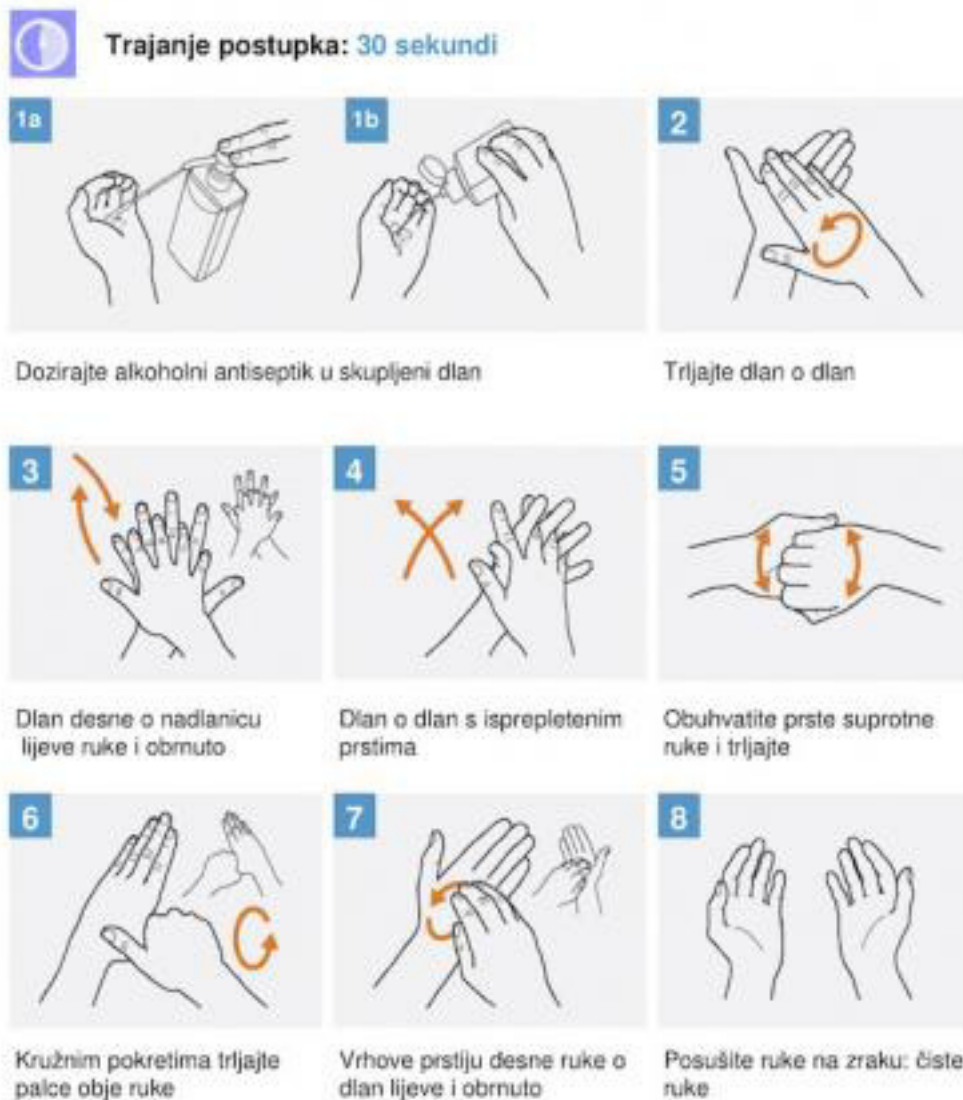 Trajanje postupka: 30 sekundi
1a
1b
2
Dozirajte alkoholni antiseptik u skupljeni dlan
Trljajte dlan o dlan
3
4
5
Dlan desne o nadlanicu
lijeve ruke i obrnuto
Dlan o dlan s isprepletenim
prstima
Obuhvatite prste suprotne
ruke i trljajte
6
7
8
Kružnim pokretima trljajte
palce obje ruke
Vrhove prstiju desne ruke o
dlan lijeve i obrnuto
Posušite ruke na zraku: čiste
ruke